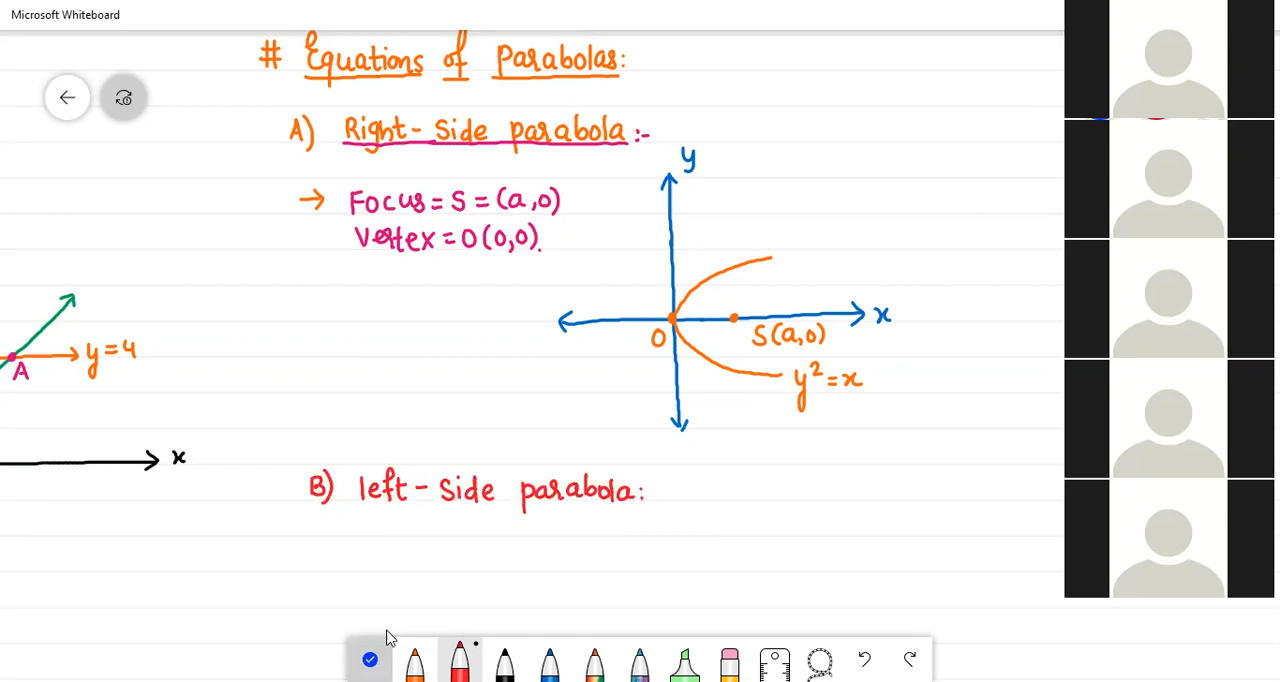 Microsoft Whiteboard
# Equations of Parabolas:
A) Right-Side parabola:-
→ Focus = S = (a,0)
Vertex = O(0,0).
y
x
O
S(a,0)
y²=x
y=4
A
x
B) left-side parabola: